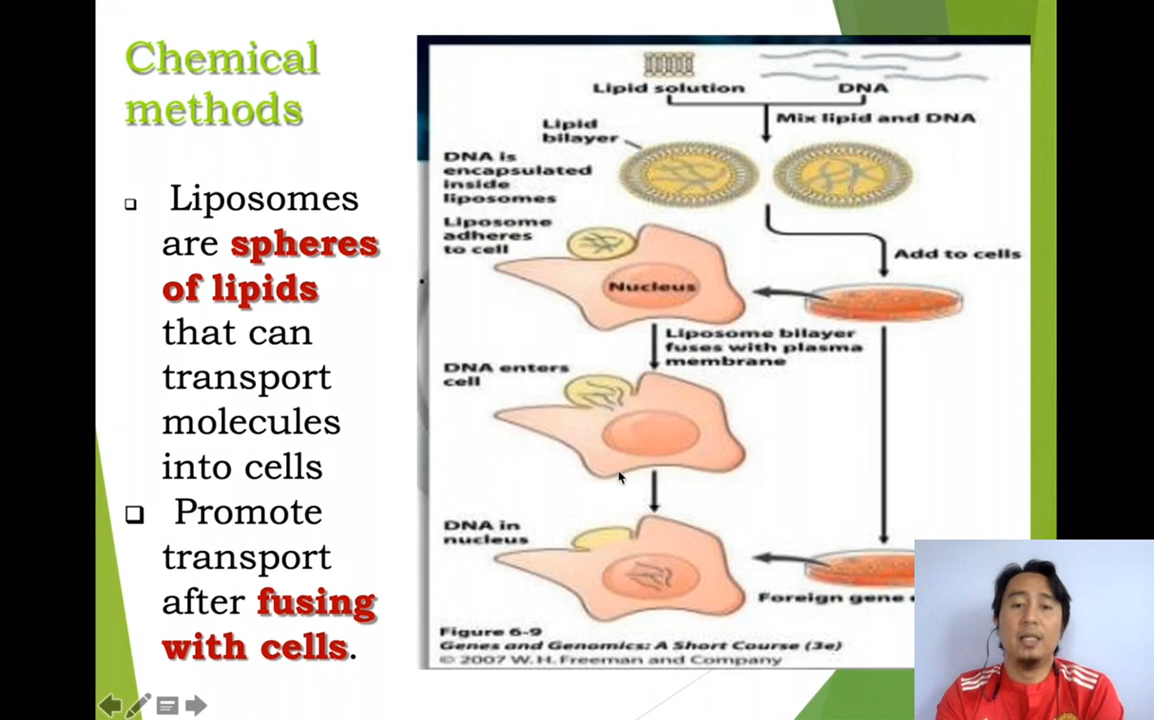 Chemical
methods
Liposomes
are spheres
of lipids
that can
transport
molecules
into cells
Promote
transport
after fusing
with cells.
Lipid solution
DNA
Mix lipid and DNA
Lipid
bilayer
DNA is
encapsulated
inside
liposomes
Liposome
adheres
to cell
Add to cells
Nucleus
Liposome bilayer
fuses with plasma
membrane
DNA enters
cell
DNA in
nucleus
Foreign gene
Figure 6-9
Genes and Genomics: A Short Course (3e)
© 2007 W. H. Freeman and Company